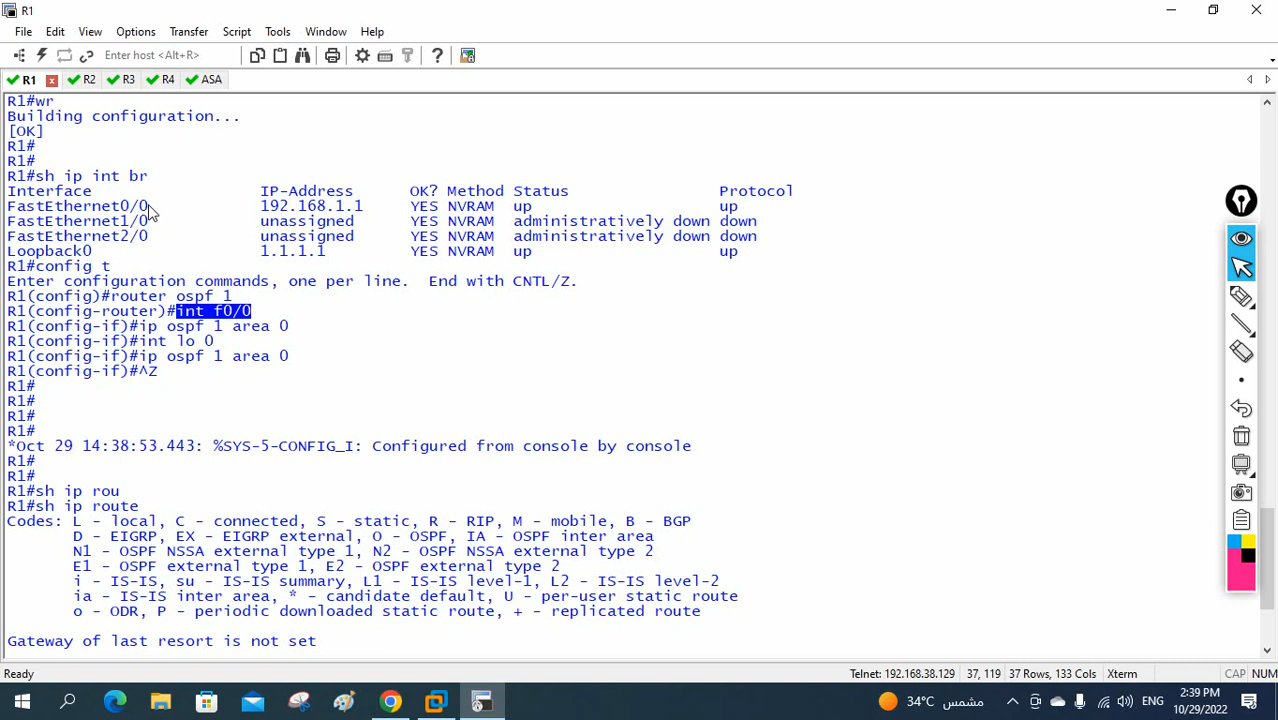 R1
File Edit View Options Transfer Script Tools Window Help
Enter host <Alt+R>
R1 R2 R3 R4 ASA
R1#wr
Building configuration...
[OK]
R1#
R1#
R1#sh ip int br
Interface IP-Address OK? Method Status Protocol
FastEthernet0/0 192.168.1.1 YES NVRAM up up
FastEthernet1/0 unassigned YES NVRAM administratively down down
FastEthernet2/0 unassigned YES NVRAM administratively down down
Loopback0 1.1.1.1 YES NVRAM up up
R1#config t
Enter configuration commands, one per line. End with CNTL/Z.
R1(config)#router ospf 1
R1(config-router)#int f0/0
R1(config-if)#ip ospf 1 area 0
R1(config-if)#int lo 0
R1(config-if)#ip ospf 1 area 0
R1(config-if)#^Z
R1#
R1#
R1#
R1#
*Oct 29 14:38:53.443: %SYS-5-CONFIG_I: Configured from console by console
R1#
R1#
R1#sh ip rou
R1#sh ip route
Codes: L - local, C - connected, S - static, R - RIP, M - mobile, B - BGP
D - EIGRP, EX - EIGRP external, O - OSPF, IA - OSPF inter area
N1 - OSPF NSSA external type 1, N2 - OSPF NSSA external type 2
E1 - OSPF external type 1, E2 - OSPF external type 2
i - IS-IS, su - IS-IS summary, L1 - IS-IS level-1, L2 - IS-IS level-2
ia - IS-IS inter area, * - candidate default, U - per-user static route
o - ODR, P - periodic downloaded static route, + - replicated route
Gateway of last resort is not set
Ready Telnet: 192.168.38.129 37, 119 37 Rows, 133 Cols Xterm CAP NUM
34°C مشمس ENG 2:39 PM
10/29/2022